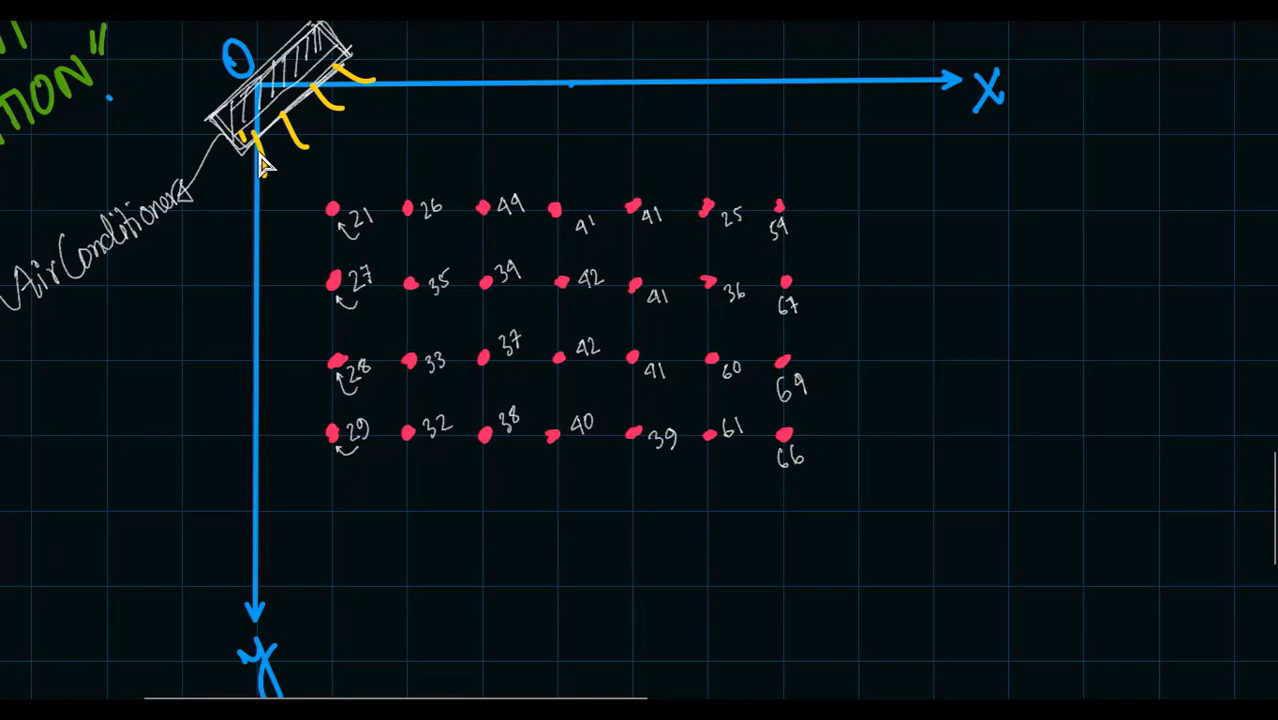 TION"
O
X
Air Conditioners
21 26 49 41 41 25 59
27 35 39 42 41 36 67
28 33 37 42 41 60 69
29 32 38 40 39 61 66
y